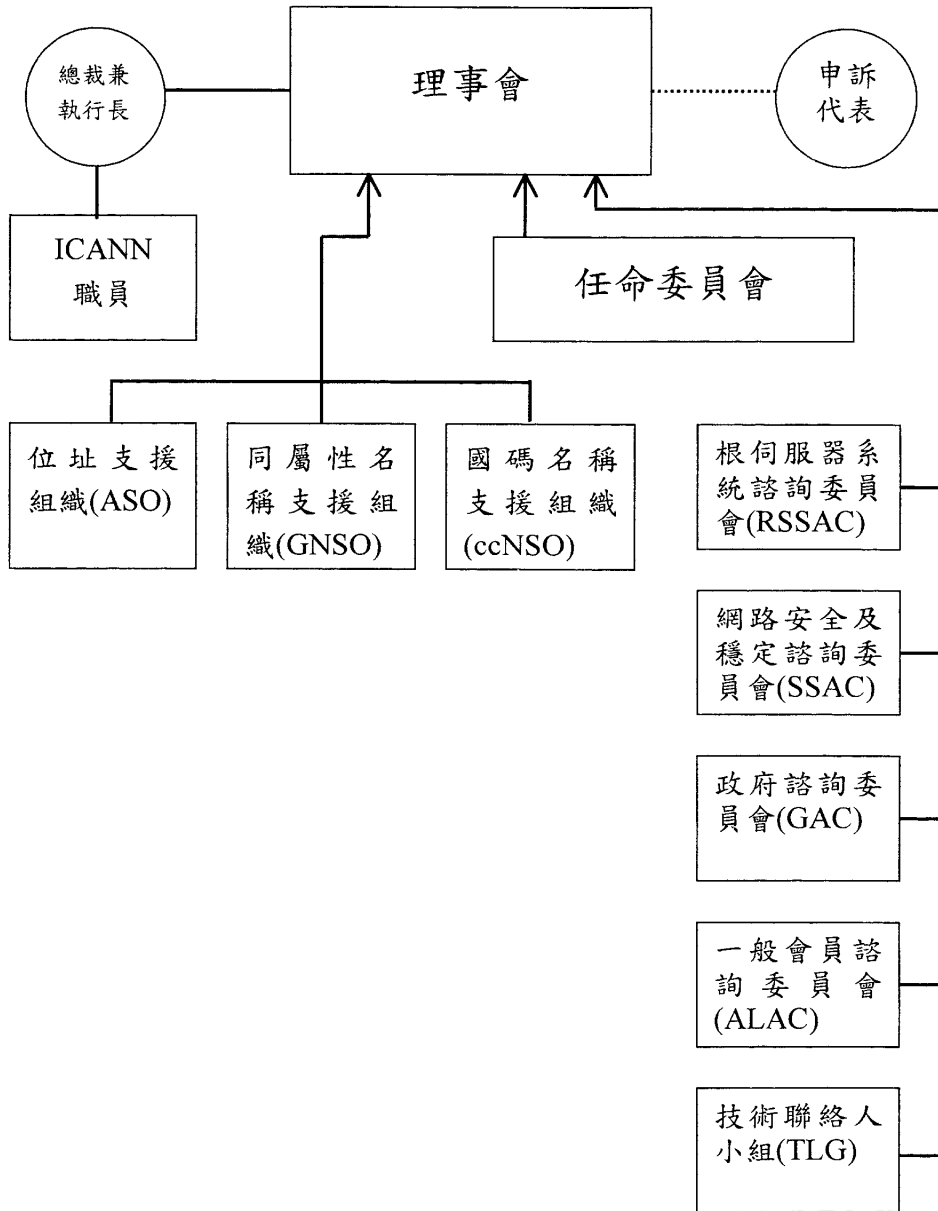 總裁兼
執行長
理事會
申訴
代表
ICANN
職員
任命委員會
位址支援
組織(ASO)
同屬性名
稱支援組
織(GNSO)
國碼名稱
支援組織
(ccNSO)
根伺服器系
統諮詢委員
會(RSSAC)
網路安全及
穩定諮詢委
員會(SSAC)
政府諮詢委
員會(GAC)
一般會員諮
詢委員會
(ALAC)
技術聯絡人
小組(TLG)